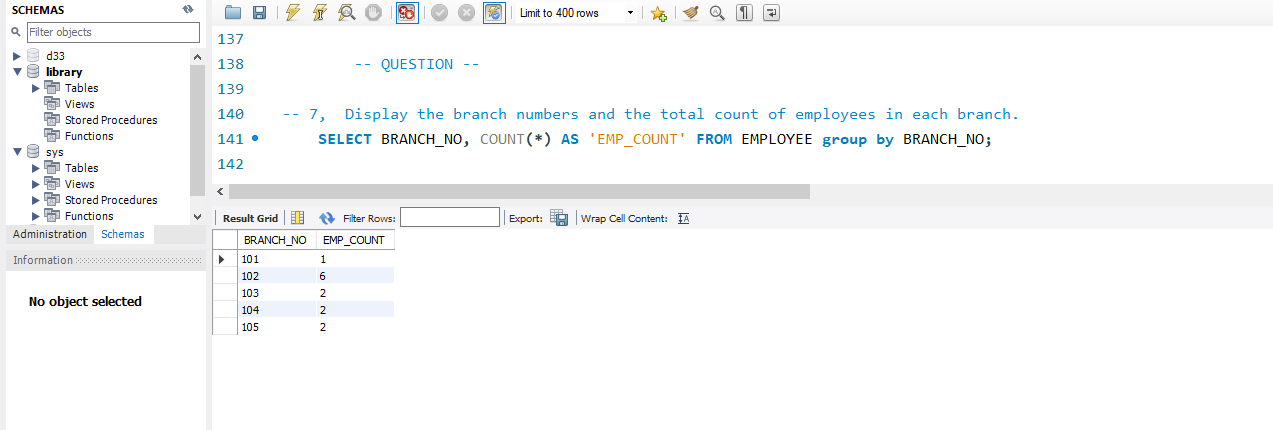 SCHEMAS
Filter objects
d33
library
Tables
Views
Stored Procedures
Functions
sys
Tables
Views
Stored Procedures
Functions
Administration Schemas
Information
No object selected
Limit to 400 rows
137
138 -- QUESTION --
139
140 -- 7, Display the branch numbers and the total count of employees in each branch.
141 SELECT BRANCH_NO, COUNT(*) AS 'EMP_COUNT' FROM EMPLOYEE group by BRANCH_NO;
142
Result Grid Filter Rows: Export: Wrap Cell Content:
BRANCH_NO EMP_COUNT
101 1
102 6
103 2
104 2
105 2